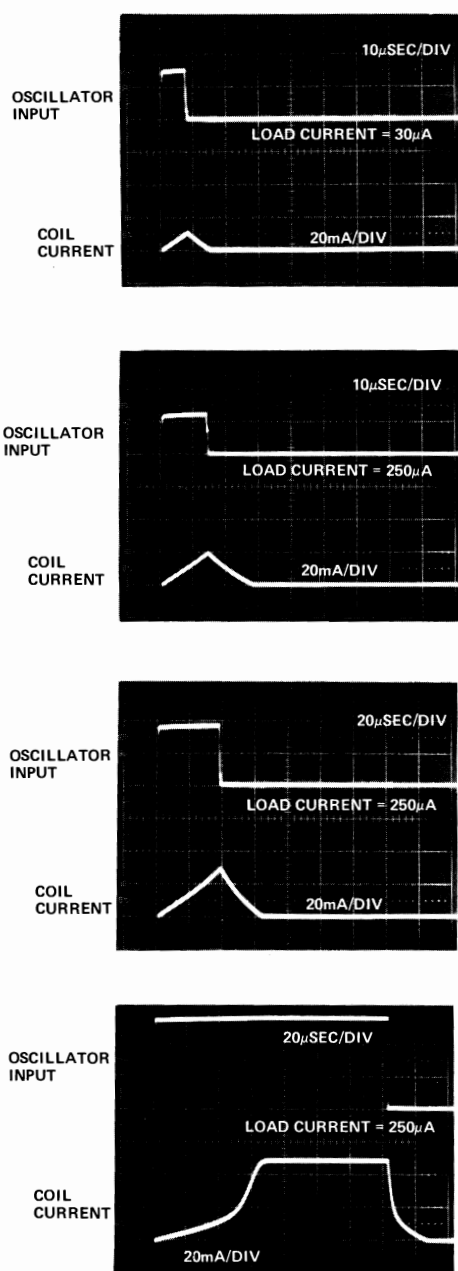 10µSEC/DIV
OSCILLATOR
INPUT
LOAD CURRENT = 30µA
COIL
CURRENT
20mA/DIV
10µSEC/DIV
OSCILLATOR
INPUT
LOAD CURRENT = 250µA
COIL
CURRENT
20mA/DIV
20µSEC/DIV
OSCILLATOR
INPUT
LOAD CURRENT = 250µA
COIL
CURRENT
20mA/DIV
20µSEC/DIV
OSCILLATOR
INPUT
LOAD CURRENT = 250µA
COIL
CURRENT
20mA/DIV